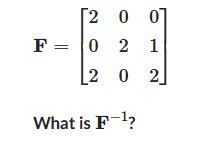 F = [2 0 0
0 2 1
2 0 2]
What is F⁻¹?